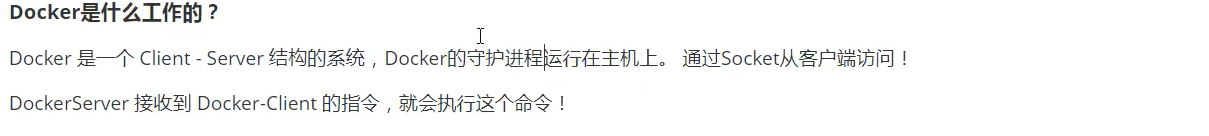 Docker是什么工作的？
Docker 是一个 Client - Server 结构的系统，Docker的守护进程运行在主机上。 通过Socket从客户端访问！
DockerServer 接收到 Docker-Client 的指令，就会执行这个命令！